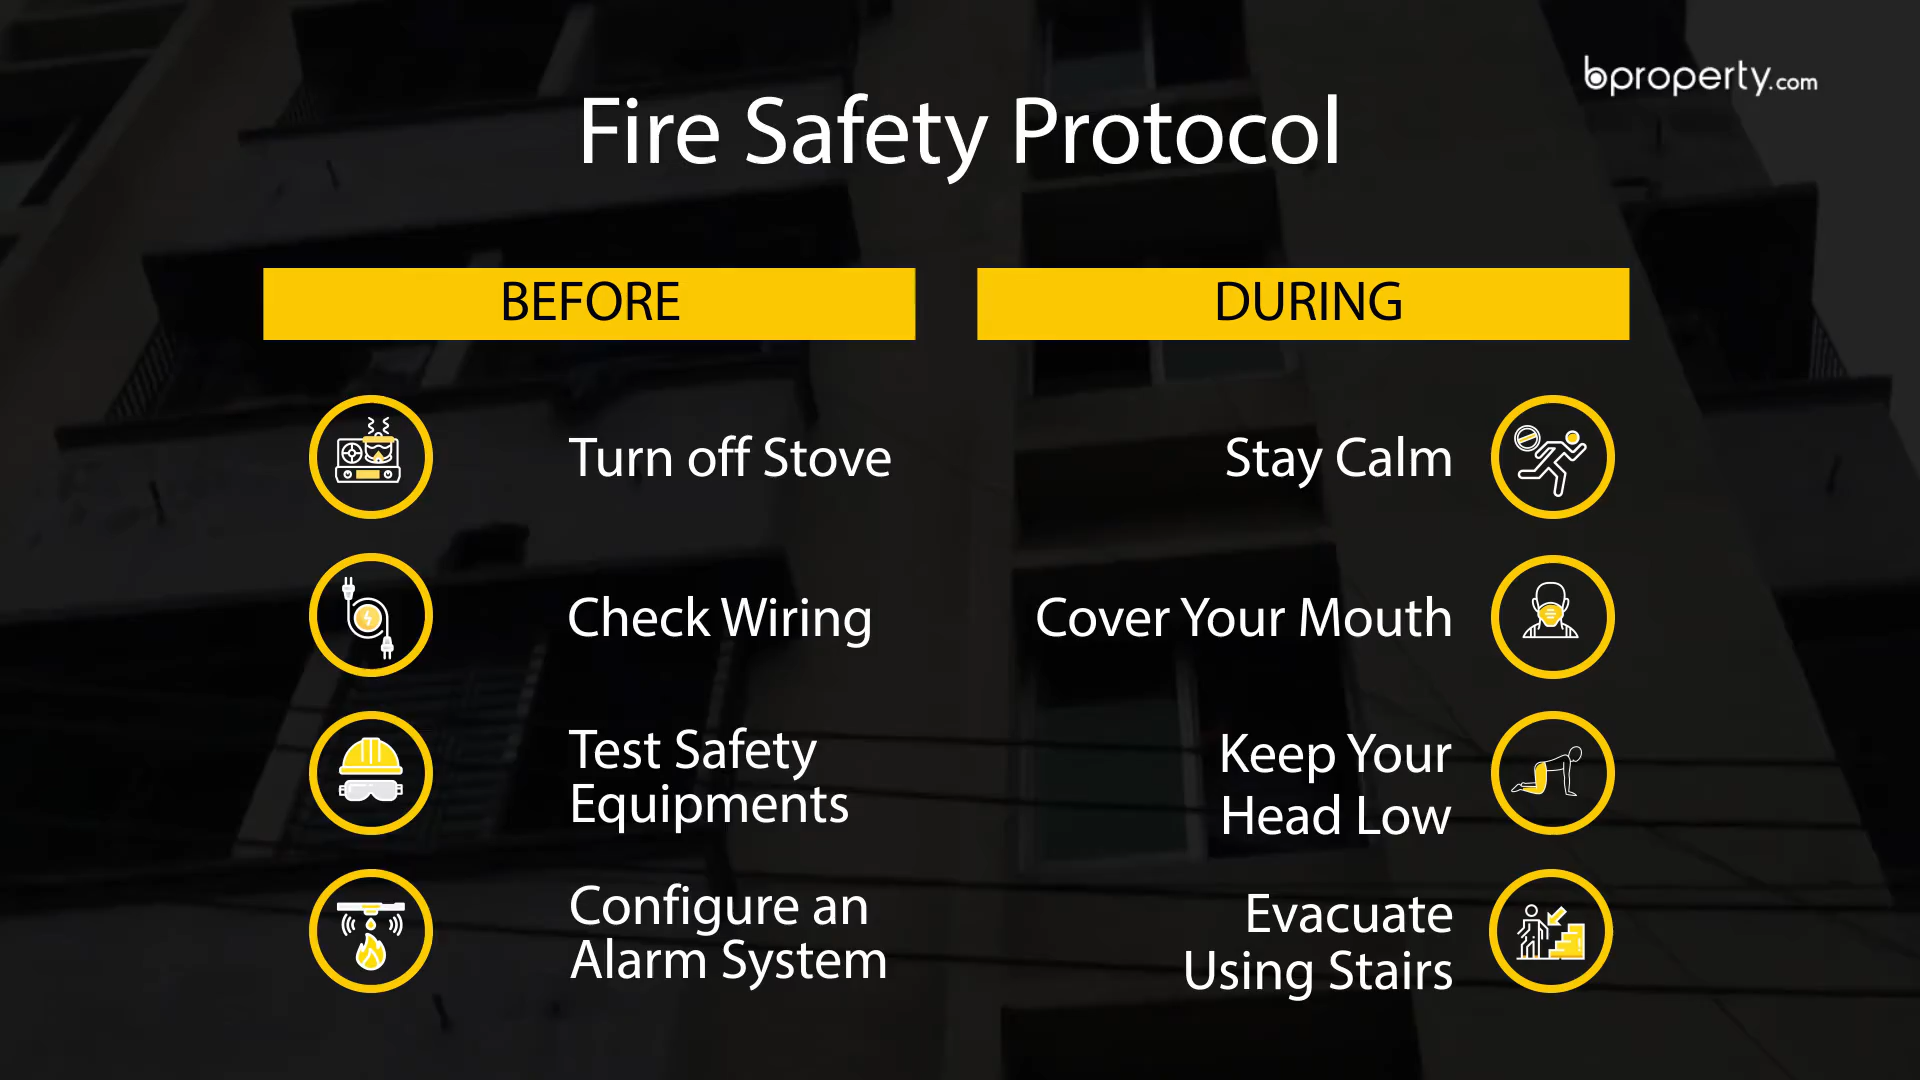 bproperty.com
Fire Safety Protocol
BEFORE
Turn off Stove
Check Wiring
Test Safety
Equipments
Configure an
Alarm System
DURING
Stay Calm
Cover Your Mouth
Keep Your
Head Low
Evacuate
Using Stairs